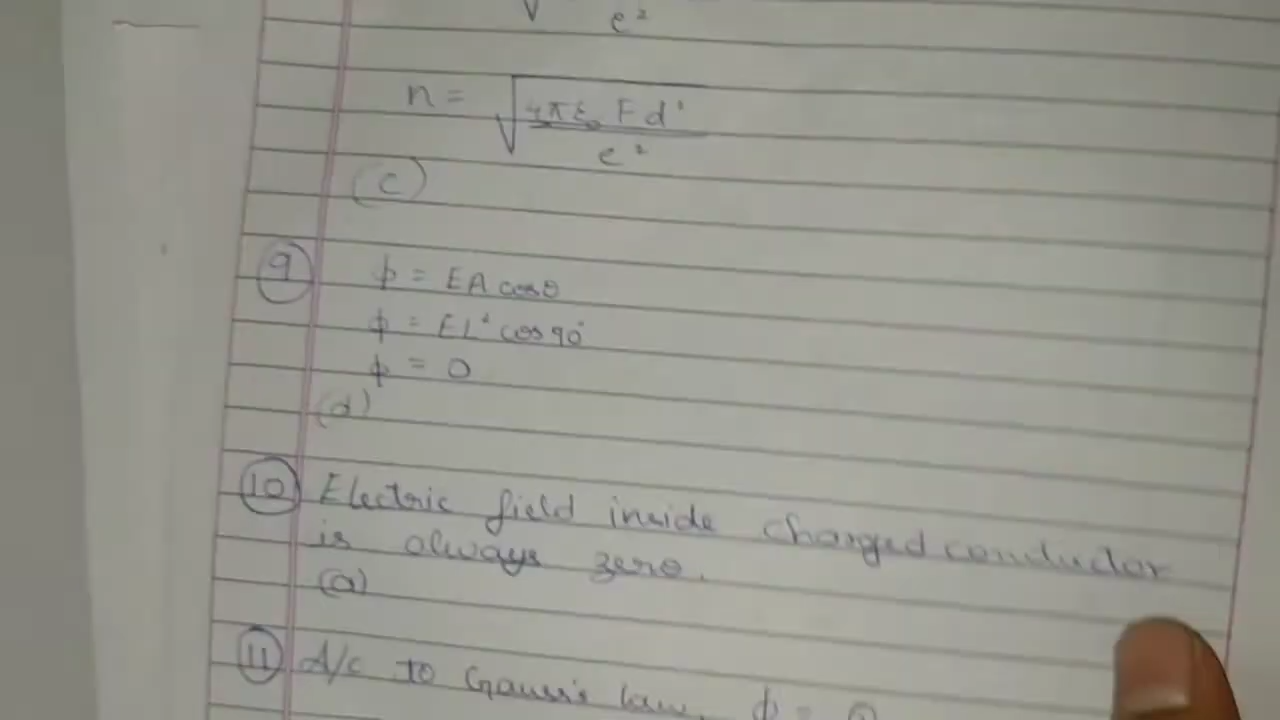 e²
n = √(4πε₀ F d² / e²)
(c)
9 ϕ = EA cosθ
ϕ = EL² cos 90°
ϕ = 0
(d)
10 Electric field inside charged conductor
is always zero.
(a)
11 A/c to Gauss's law, ϕ =